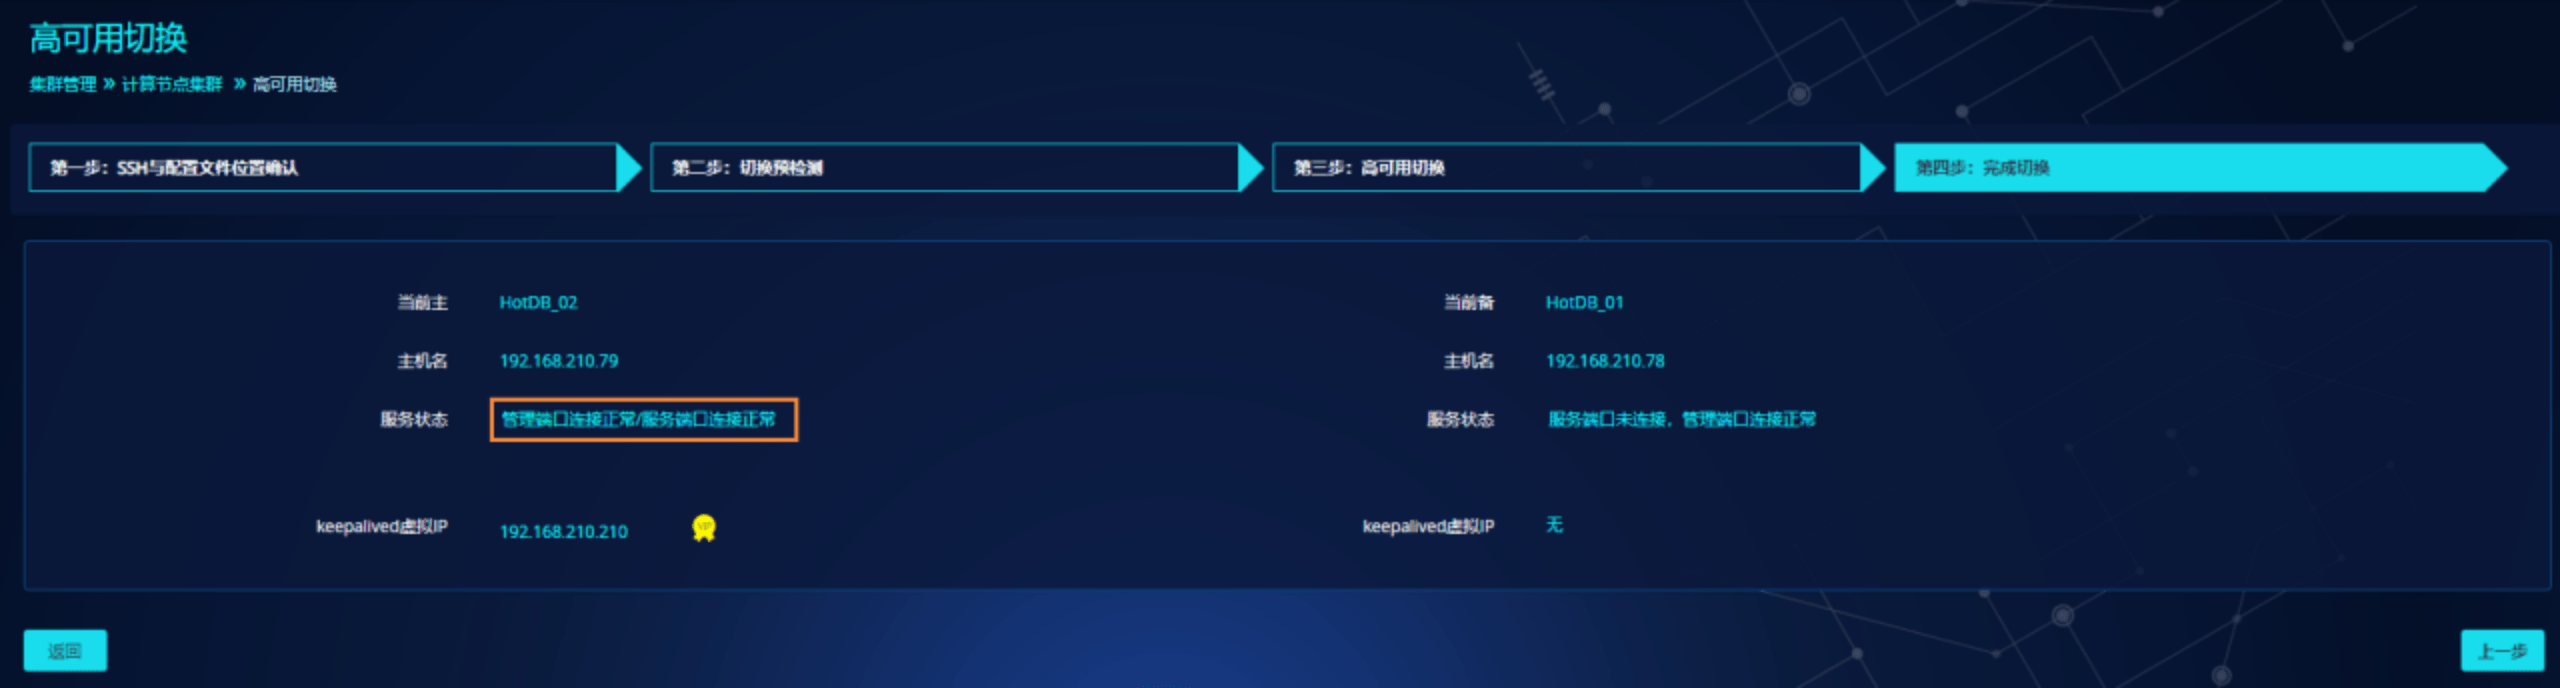 高可用切换
集群管理 » 计算节点集群 » 高可用切换
第一步：SSH与配置文件位置确认
第二步：切换预检测
第三步：高可用切换
第四步：完成切换
当前主 HotDB_02
主机名 192.168.210.79
服务状态 管理端口连接正常/服务端口连接正常
keepalived虚拟IP 192.168.210.210 VIP
当前备 HotDB_01
主机名 192.168.210.78
服务状态 服务端口未连接，管理端口连接正常
keepalived虚拟IP 无
返回
上一步